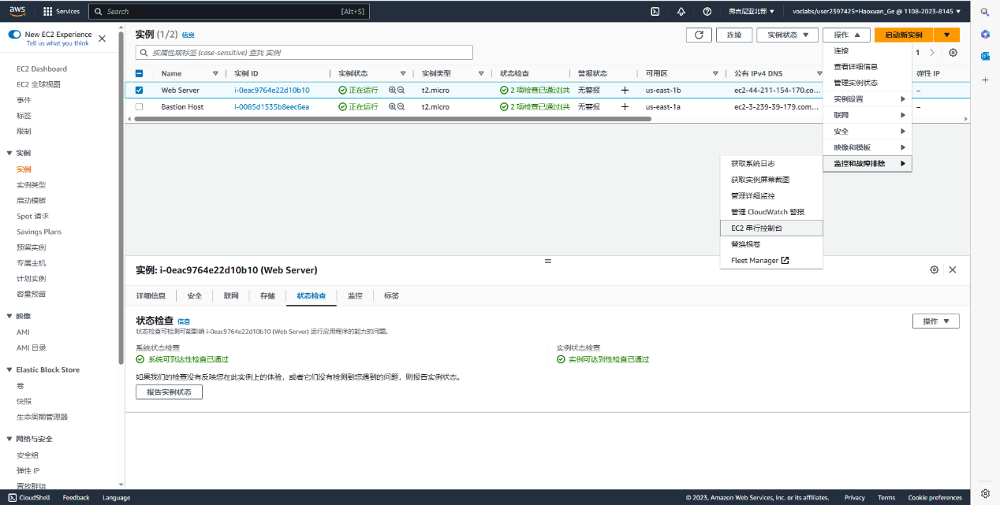 aws Services Search [Alt+S] 弗吉尼亚北部 ▼ voclabs/user2397425=Haoxuan_Ge @ 1108-2023-8145 ▼
New EC2 Experience
Tell us what you think
EC2 Dashboard
EC2 全球视图
事件
标签
限制
实例
实例
实例类型
启动模板
Spot 请求
Savings Plans
预留实例
专属主机
计划实例
容量预留
映像
AMI
AMI 目录
Elastic Block Store
卷
快照
生命周期管理器
网络与安全
安全组
弹性 IP
置放群组
实例 (1/2) 信息
连接 实例状态 ▼ 操作 ▲ 启动新实例 ▼
按属性或标签 (case-sensitive) 查找 实例
1
Name 实例 ID 实例状态 实例类型 状态检查 警报状态 可用区 公有 IPv4 DNS 弹性 IP
Web Server i-0eac9764e22d10b10 正在运行 t2.micro 2 项检查已通过(共 无警报 + us-east-1b ec2-44-211-154-170.co... –
Bastion Host i-0085d1535b8eec6ea 正在运行 t2.micro 2 项检查已通过(共 无警报 + us-east-1a ec2-3-239-39-179.com... –
连接
查看详细信息
管理实例状态
实例设置
联网
安全
映像和模板
监控和故障排除
获取系统日志
获取实例屏幕截图
管理详细监控
管理 CloudWatch 警报
EC2 串行控制台
替换根卷
Fleet Manager
实例: i-0eac9764e22d10b10 (Web Server)
详细信息 安全 联网 存储 状态检查 监控 标签
状态检查 信息
操作 ▼
状态检查可检测可能影响 i-0eac9764e22d10b10 (Web Server) 运行应用程序的能力的问题。
系统状态检查 实例状态检查
系统可到达性检查已通过 实例可达到性检查已通过
如果我们的检查没有反映您在此实例上的体验，或者它们没有检测到您遇到的问题，则报告实例状态。
报告实例状态
CloudShell Feedback Language © 2023, Amazon Web Services, Inc. or its affiliates. Privacy Terms Cookie preferences